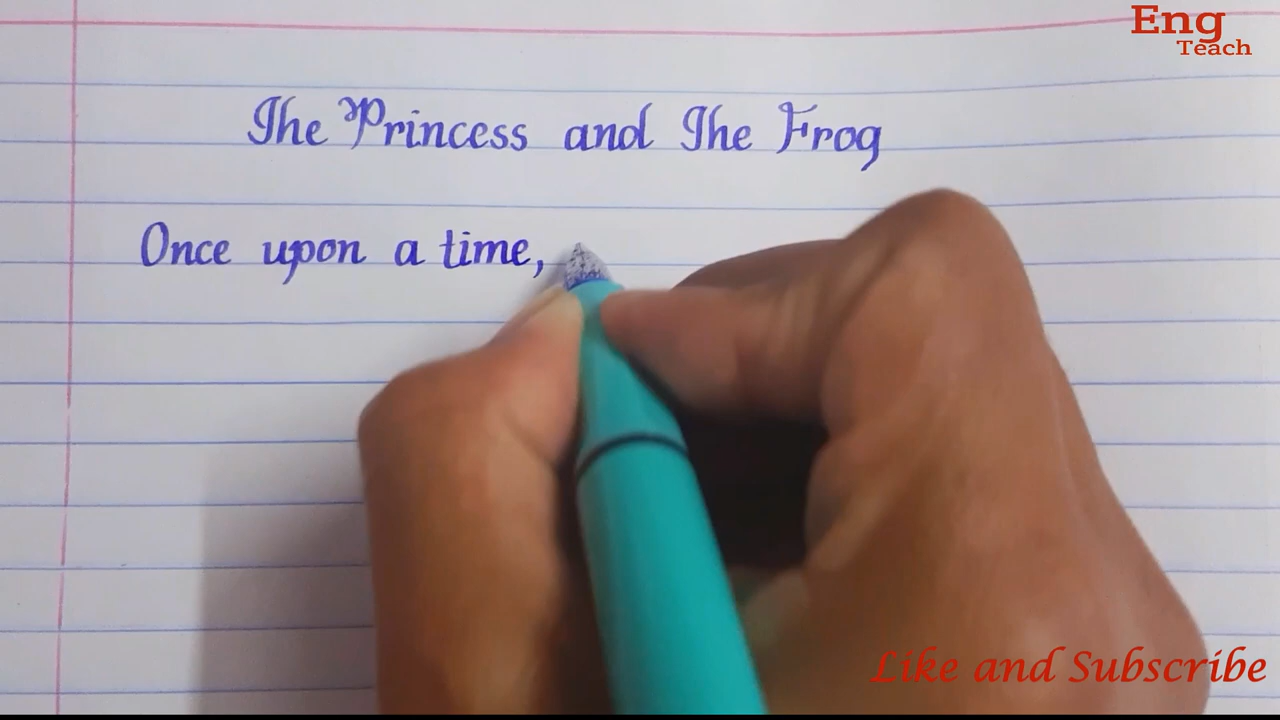 Eng
Teach
The Princess and The Frog
Once upon a time,
Like and Subscribe